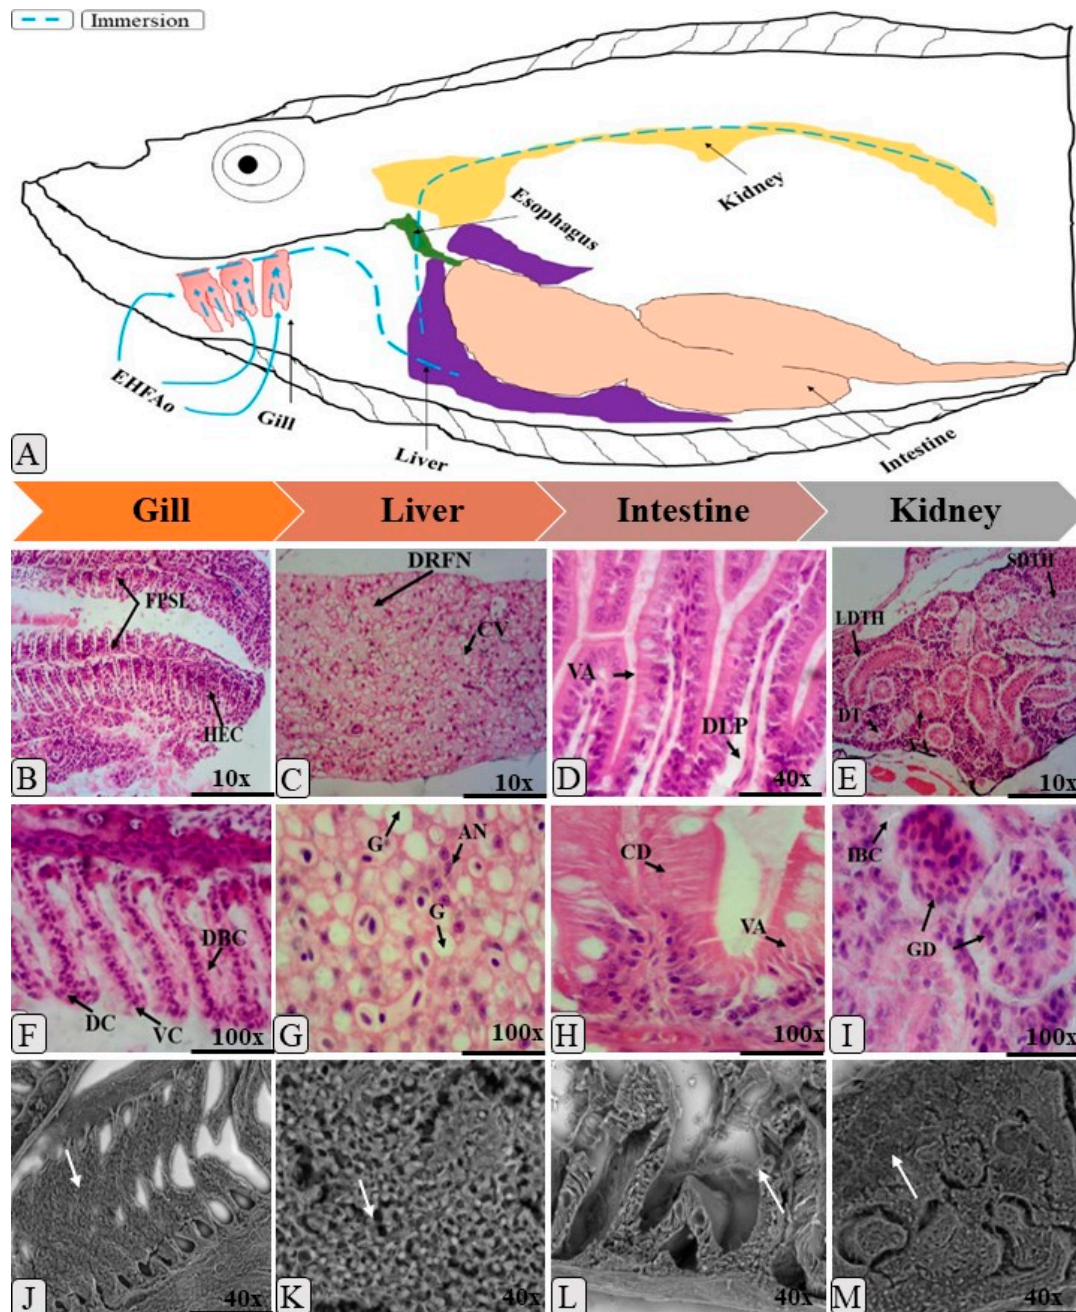 Immersion
Esophagus
Kidney
EHFAo
Gill
Liver
Intestine
A
Gill
Liver
Intestine
Kidney
FPSL
HEC
B
10x
DRFN
CV
C
10x
VA
DLP
D
40x
SDTH
LDTH
DT
VA
E
10x
DBC
DC
VC
F
100x
G
AN
G
G
100x
CD
VA
H
100x
IBC
GD
I
100x
J
40x
K
40x
L
40x
M
40x